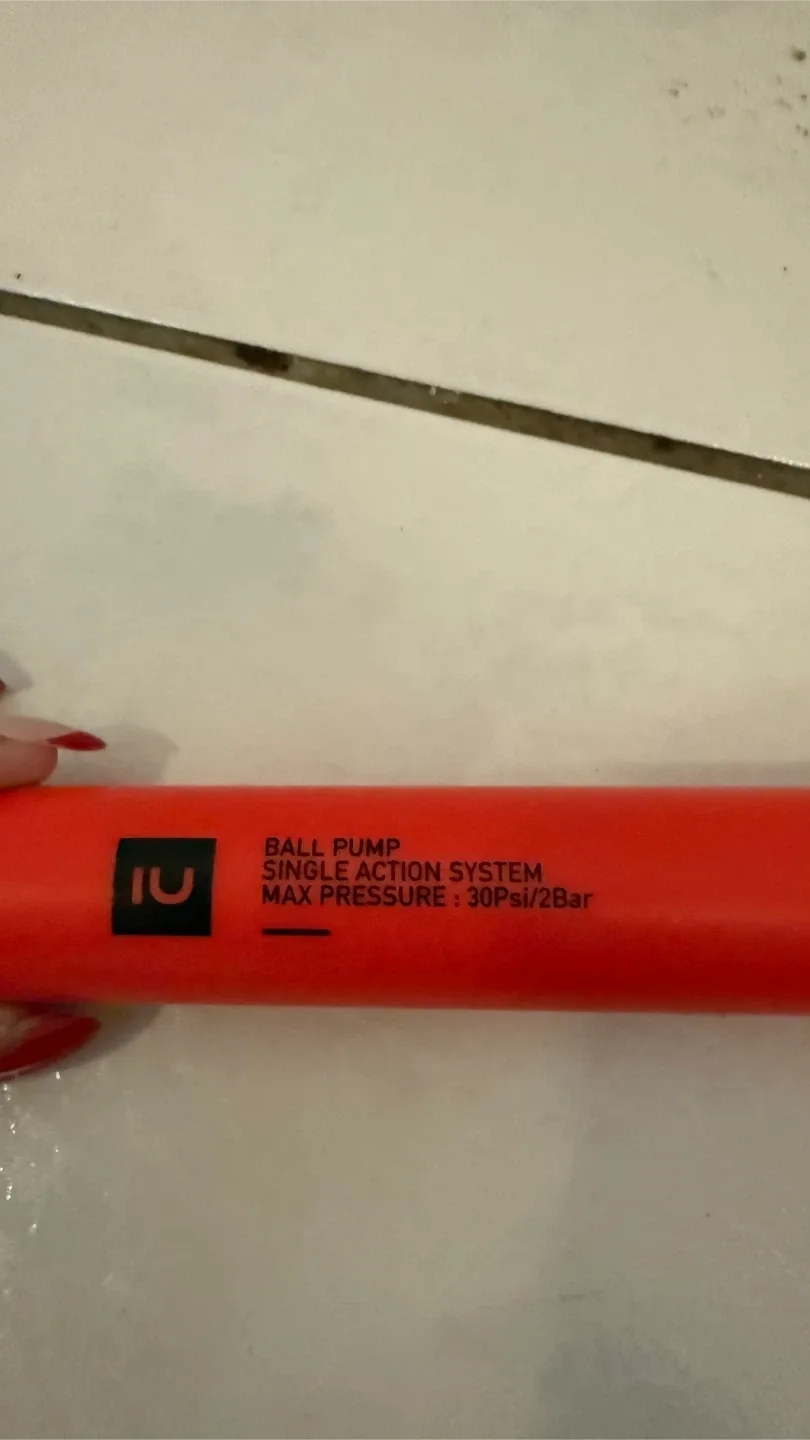 IU
BALL PUMP
SINGLE ACTION SYSTEM
MAX PRESSURE : 30Psi/2Bar